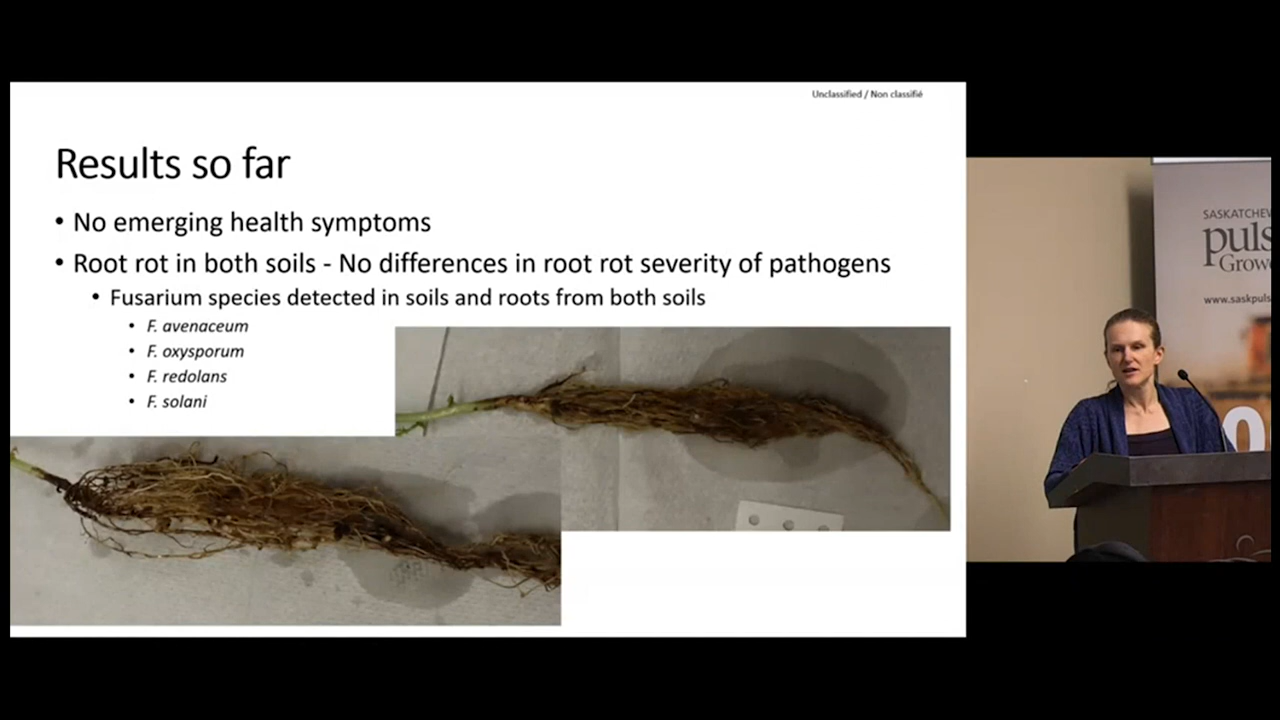 Unclassified / Non classifié
Results so far
• No emerging health symptoms
• Root rot in both soils - No differences in root rot severity of pathogens
• Fusarium species detected in soils and roots from both soils
• F. avenaceum
• F. oxysporum
• F. redolans
• F. solani
SASKATCHEW
puls
Growe
www.saskpuls
0